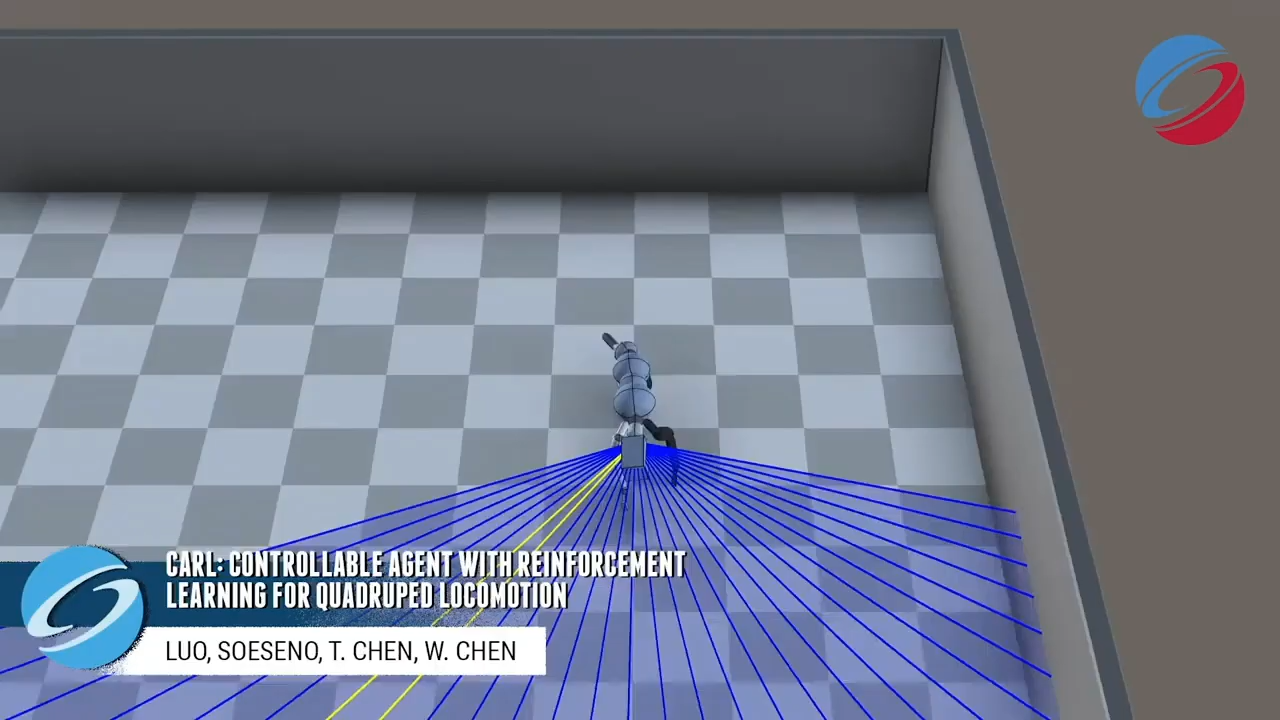 CARL: CONTROLLABLE AGENT WITH REINFORCEMENT
LEARNING FOR QUADRUPED LOCOMOTION
LUO, SOESENO, T. CHEN, W. CHEN